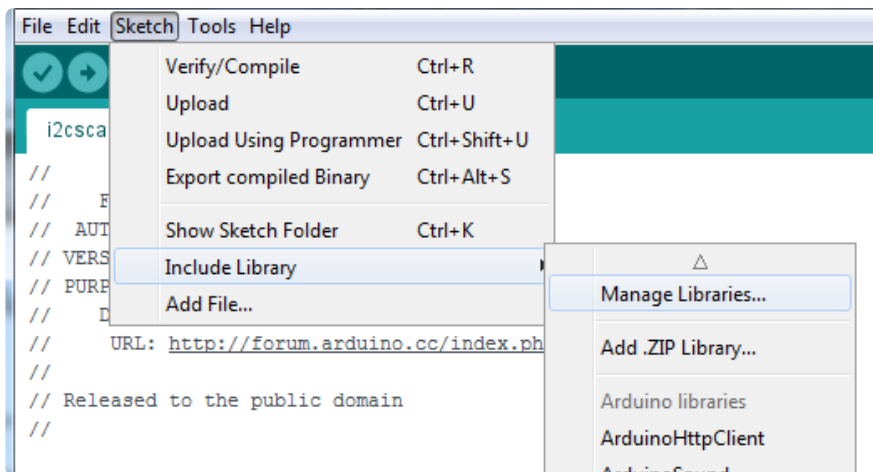 File Edit Sketch Tools Help
Verify/Compile Ctrl+R
Upload Ctrl+U
i2csca
Upload Using Programmer Ctrl+Shift+U
Export compiled Binary Ctrl+Alt+S
Show Sketch Folder Ctrl+K
Include Library
Add File...
Manage Libraries...
Add .ZIP Library...
Arduino libraries
ArduinoHttpClient
ArduinoSound
//
// F
// AUT
// VERS
// PURP
// D
// URL: http://forum.arduino.cc/index.ph
//
// Released to the public domain
//